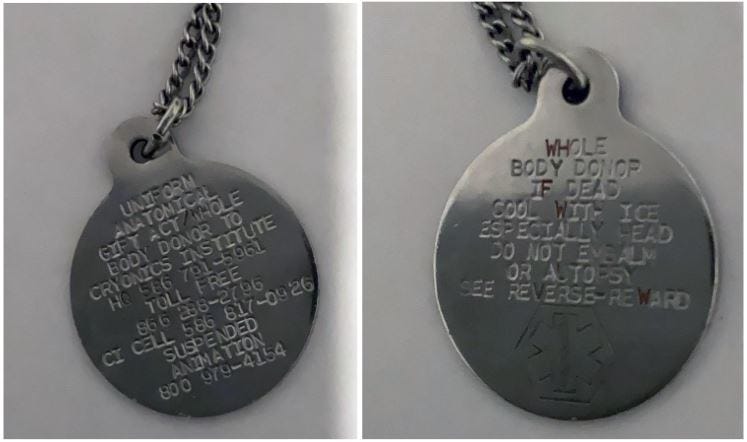 UNIFORM
ANATOMICAL
GIFT ACT/WHOLE
BODY DONOR TO
CRYONICS INSTITUTE
HQ 586 791-5961
TOLL FREE
866 288-2796
CI CELL 586 817-0926
SUSPENDED
ANIMATION
800 979-4154
WHOLE
BODY DONOR
IF DEAD
COOL WITH ICE
ESPECIALLY HEAD
DO NOT EMBALM
OR AUTOPSY
SEE REVERSE-REWARD